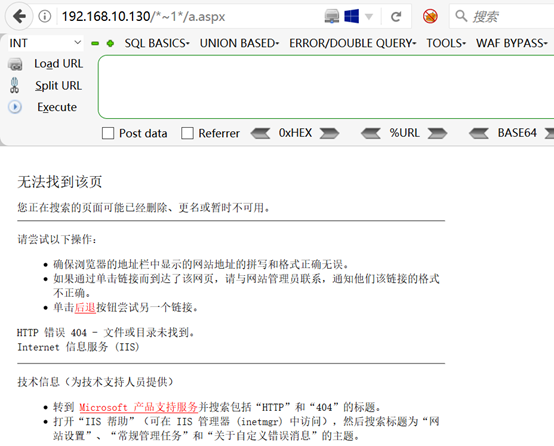 192.168.10.130/*~1*/a.aspx
搜索
INT
SQL BASICS
UNION BASED
ERROR/DOUBLE QUERY
TOOLS
WAF BYPASS
Load URL
Split URL
Execute
Post data
Referrer
0xHEX
%URL
BASE64
无法找到该页
您正在搜索的页面可能已经删除、更名或暂时不可用。
请尝试以下操作:
● 确保浏览器的地址栏中显示的网站地址的拼写和格式正确无误。
● 如果通过单击链接而到达了该网页，请与网站管理员联系，通知他们该链接的格式
不正确。
● 单击后退按钮尝试另一个链接。
HTTP 错误 404 - 文件或目录未找到。
Internet 信息服务 (IIS)
技术信息（为技术支持人员提供）
● 转到 Microsoft 产品支持服务并搜索包括“HTTP”和“404”的标题。
● 打开“IIS 帮助”（可在 IIS 管理器 (inetmgr) 中访问），然后搜索标题为“网
站设置”、“常规管理任务”和“关于自定义错误消息”的主题。